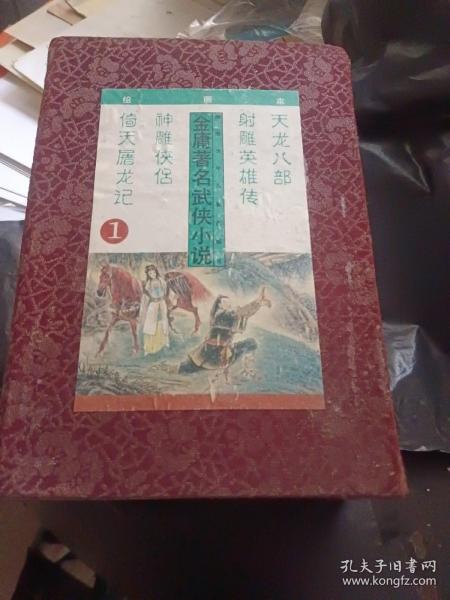 绘画本
天龙八部
射雕英雄传
金庸著名武侠小说
神雕侠侣
倚天屠龙记
1
孔夫子旧书网
www.kongfz.com